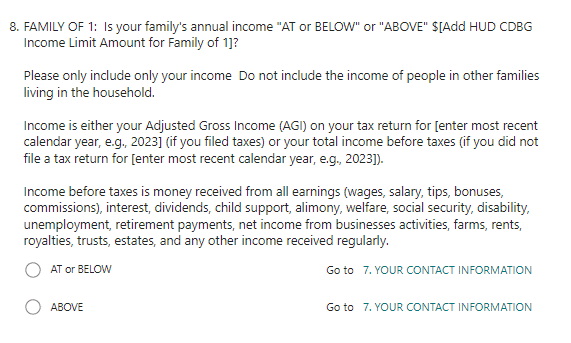 8. FAMILY OF 1:  Is your family's annual income "AT or BELOW" or "ABOVE" $[Add HUD CDBG
Income Limit Amount for Family of 1]?
Please only include only your income  Do not include the income of people in other families
living in the household.
Income is either your Adjusted Gross Income (AGI) on your tax return for [enter most recent
calendar year, e.g., 2023] (if you filed taxes) or your total income before taxes (if you did not
file a tax return for [enter most recent calendar year, e.g., 2023]).
Income before taxes is money received from all earnings (wages, salary, tips, bonuses,
commissions), interest, dividends, child support, alimony, welfare, social security, disability,
unemployment, retirement payments, net income from businesses activities, farms, rents,
royalties, trusts, estates, and any other income received regularly.
AT or BELOW Go to 7. YOUR CONTACT INFORMATION
ABOVE Go to 7. YOUR CONTACT INFORMATION